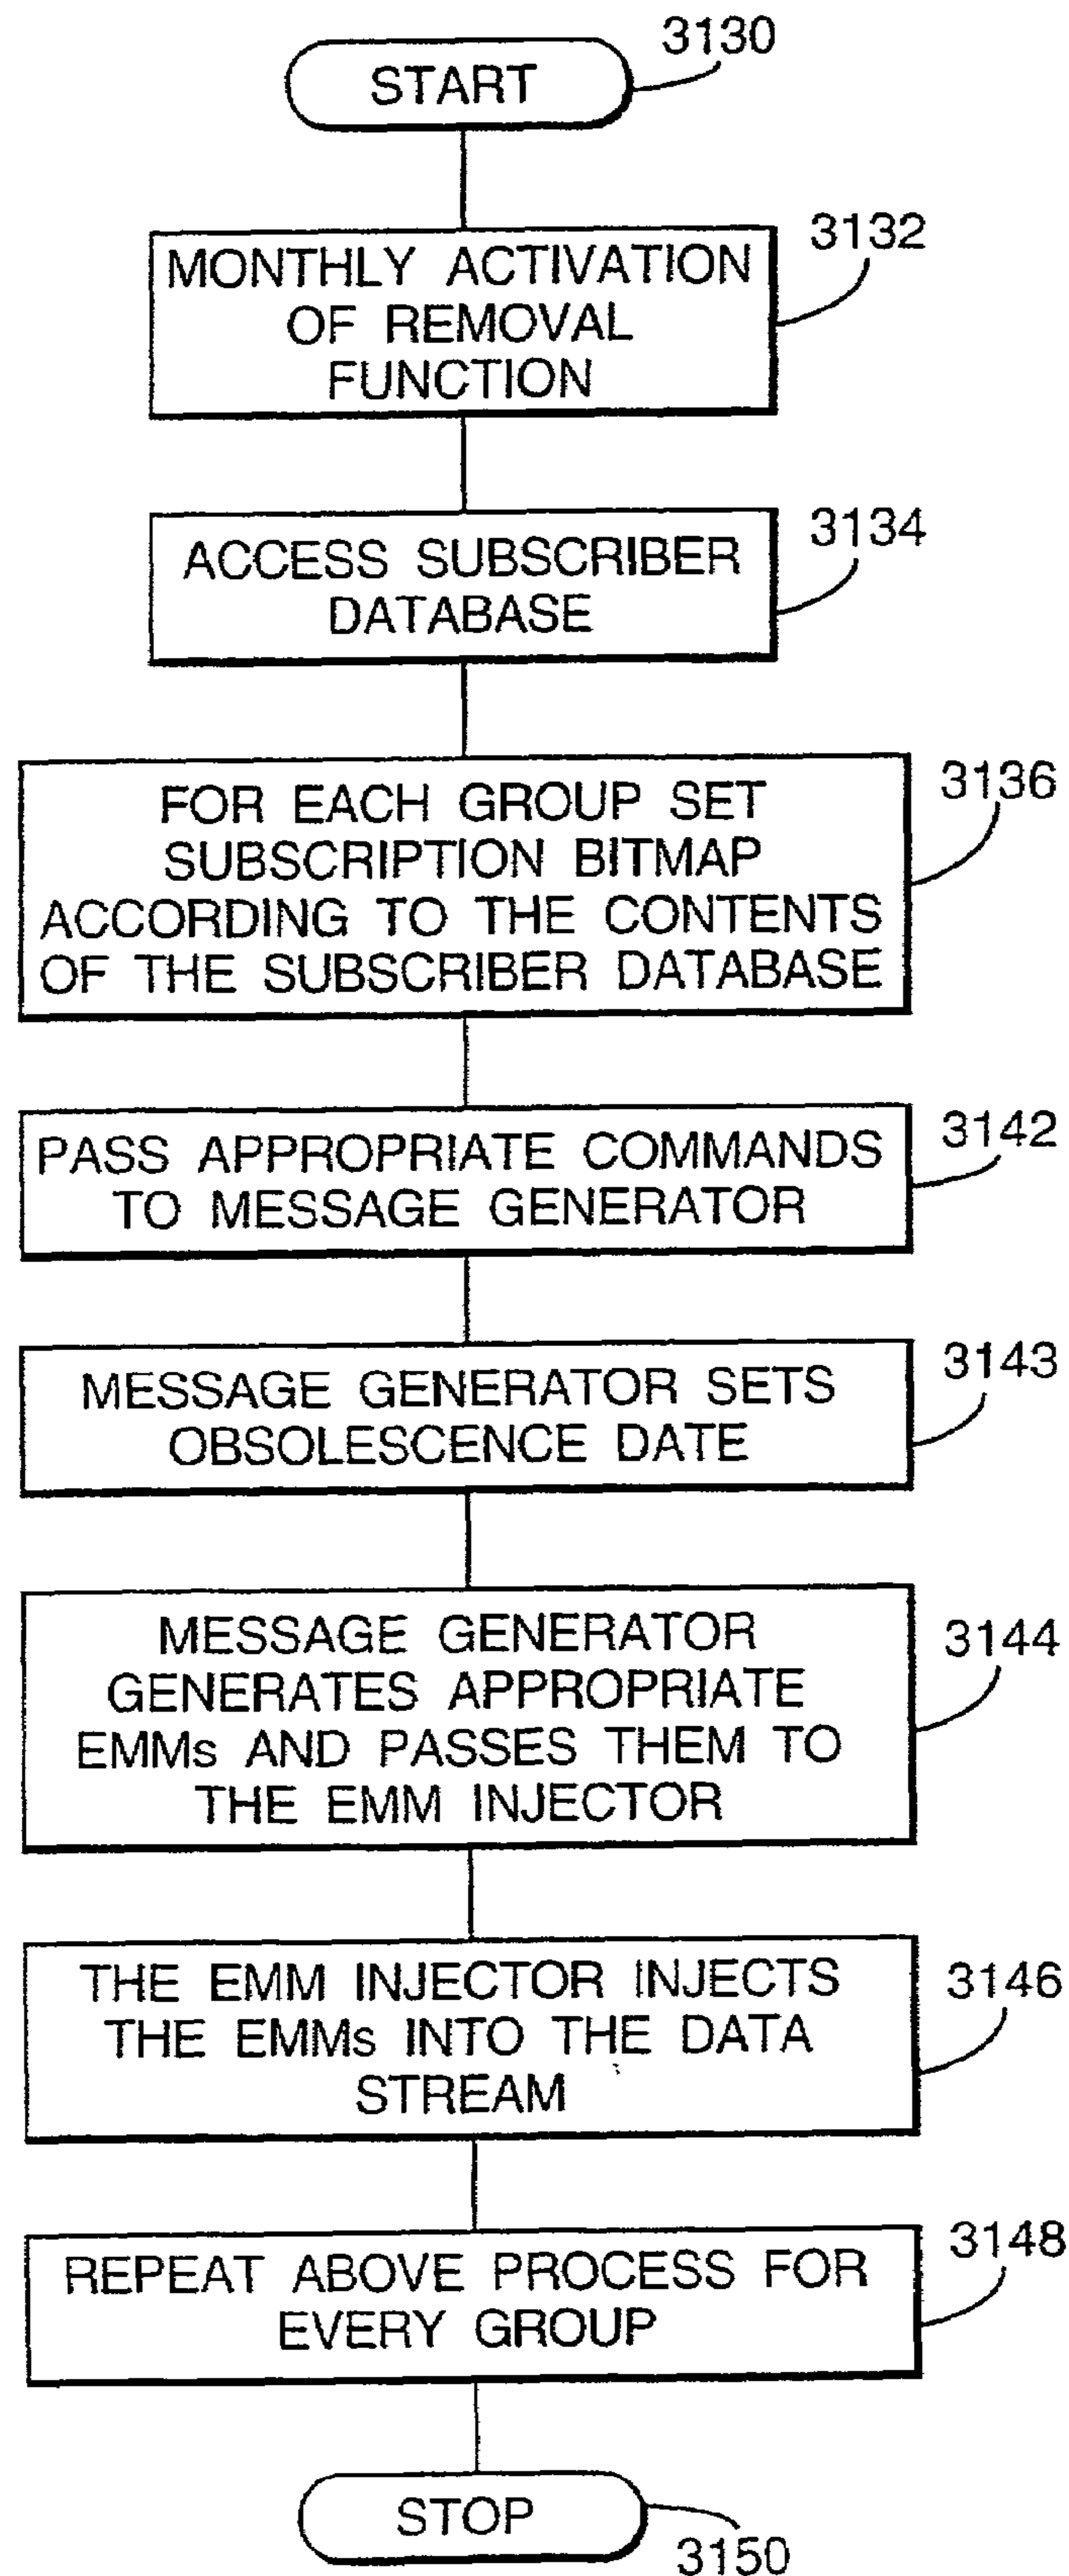 START
3130
MONTHLY ACTIVATION
OF REMOVAL
FUNCTION
3132
ACCESS SUBSCRIBER
DATABASE
3134
FOR EACH GROUP SET
SUBSCRIPTION BITMAP
ACCORDING TO THE CONTENTS
OF THE SUBSCRIBER DATABASE
3136
PASS APPROPRIATE COMMANDS
TO MESSAGE GENERATOR
3142
MESSAGE GENERATOR SETS
OBSOLESCENCE DATE
3143
MESSAGE GENERATOR
GENERATES APPROPRIATE
EMMs AND PASSES THEM TO
THE EMM INJECTOR
3144
THE EMM INJECTOR INJECTS
THE EMMs INTO THE DATA
STREAM
3146
REPEAT ABOVE PROCESS FOR
EVERY GROUP
3148
STOP
3150